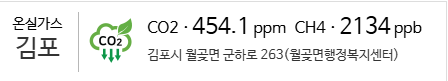 온실가스
김포
CO2
CO2 · 454.1 ppm CH4 · 2134 ppb
김포시 월곶면 군하로 263(월곶면행정복지센터)